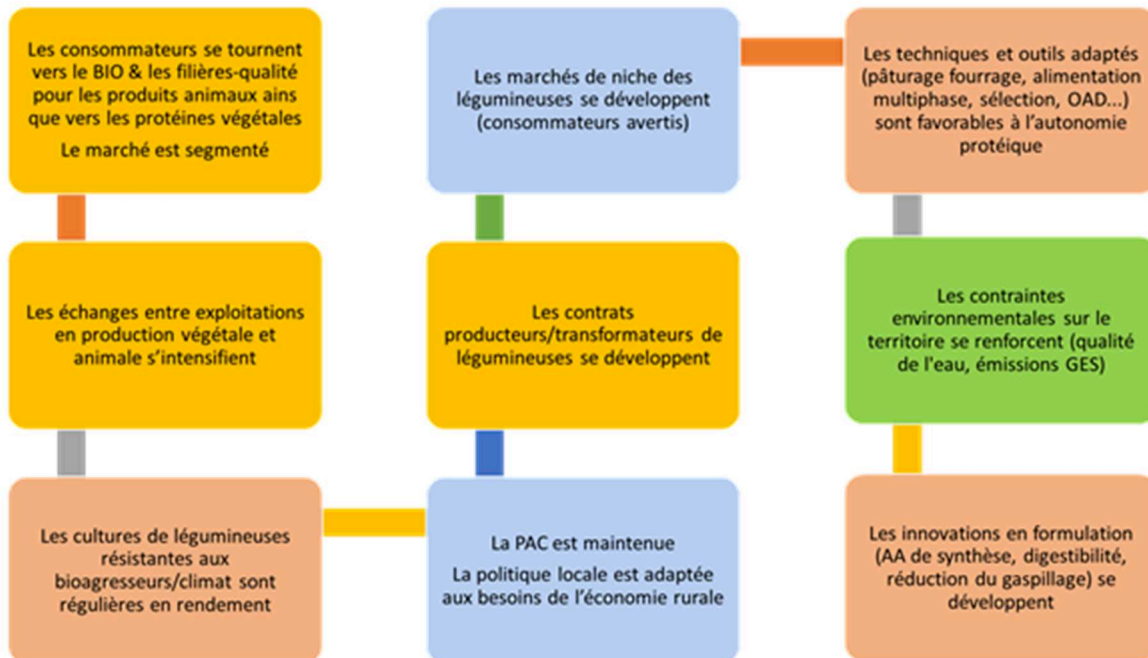 Les consommateurs se tournent
vers le BIO & les filières-qualité
pour les produits animaux ains
que vers les protéines végétales
Le marché est segmenté
Les échanges entre exploitations
en production végétale et
animale s'intensifient
Les cultures de légumineuses
résistantes aux
bioagresseurs/climat sont
régulières en rendement
La PAC est maintenue
La politique locale est adaptée
aux besoins de l'économie rurale
Les contrats
producteurs/transformateurs de
légumineuses se développent
Les marchés de niche des
légumineuses se développent
(consommateurs avertis)
Les techniques et outils adaptés
(pâturage fourrage, alimentation
multiphase, sélection, OAD...)
sont favorables à l'autonomie
protéique
Les contraintes
environnementales sur le
territoire se renforcent (qualité
de l'eau, émissions GES)
Les innovations en formulation
(AA de synthèse, digestibilité,
réduction du gaspillage) se
développent